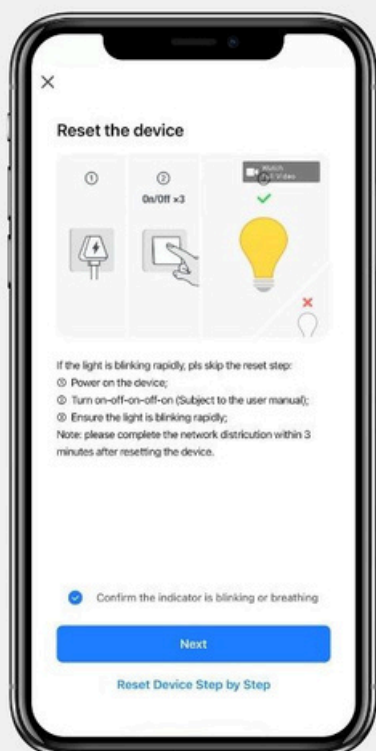 Reset the device
①
②
On/Off ×3
Watch
Video
If the light is blinking rapidly, pls skip the reset step:
① Power on the device;
② Turn on-off-on-off-on (Subject to the user manual);
③ Ensure the light is blinking rapidly;
Note: please complete the network districution within 3
minutes after resetting the device.
Confirm the indicator is blinking or breathing
Next
Reset Device Step by Step